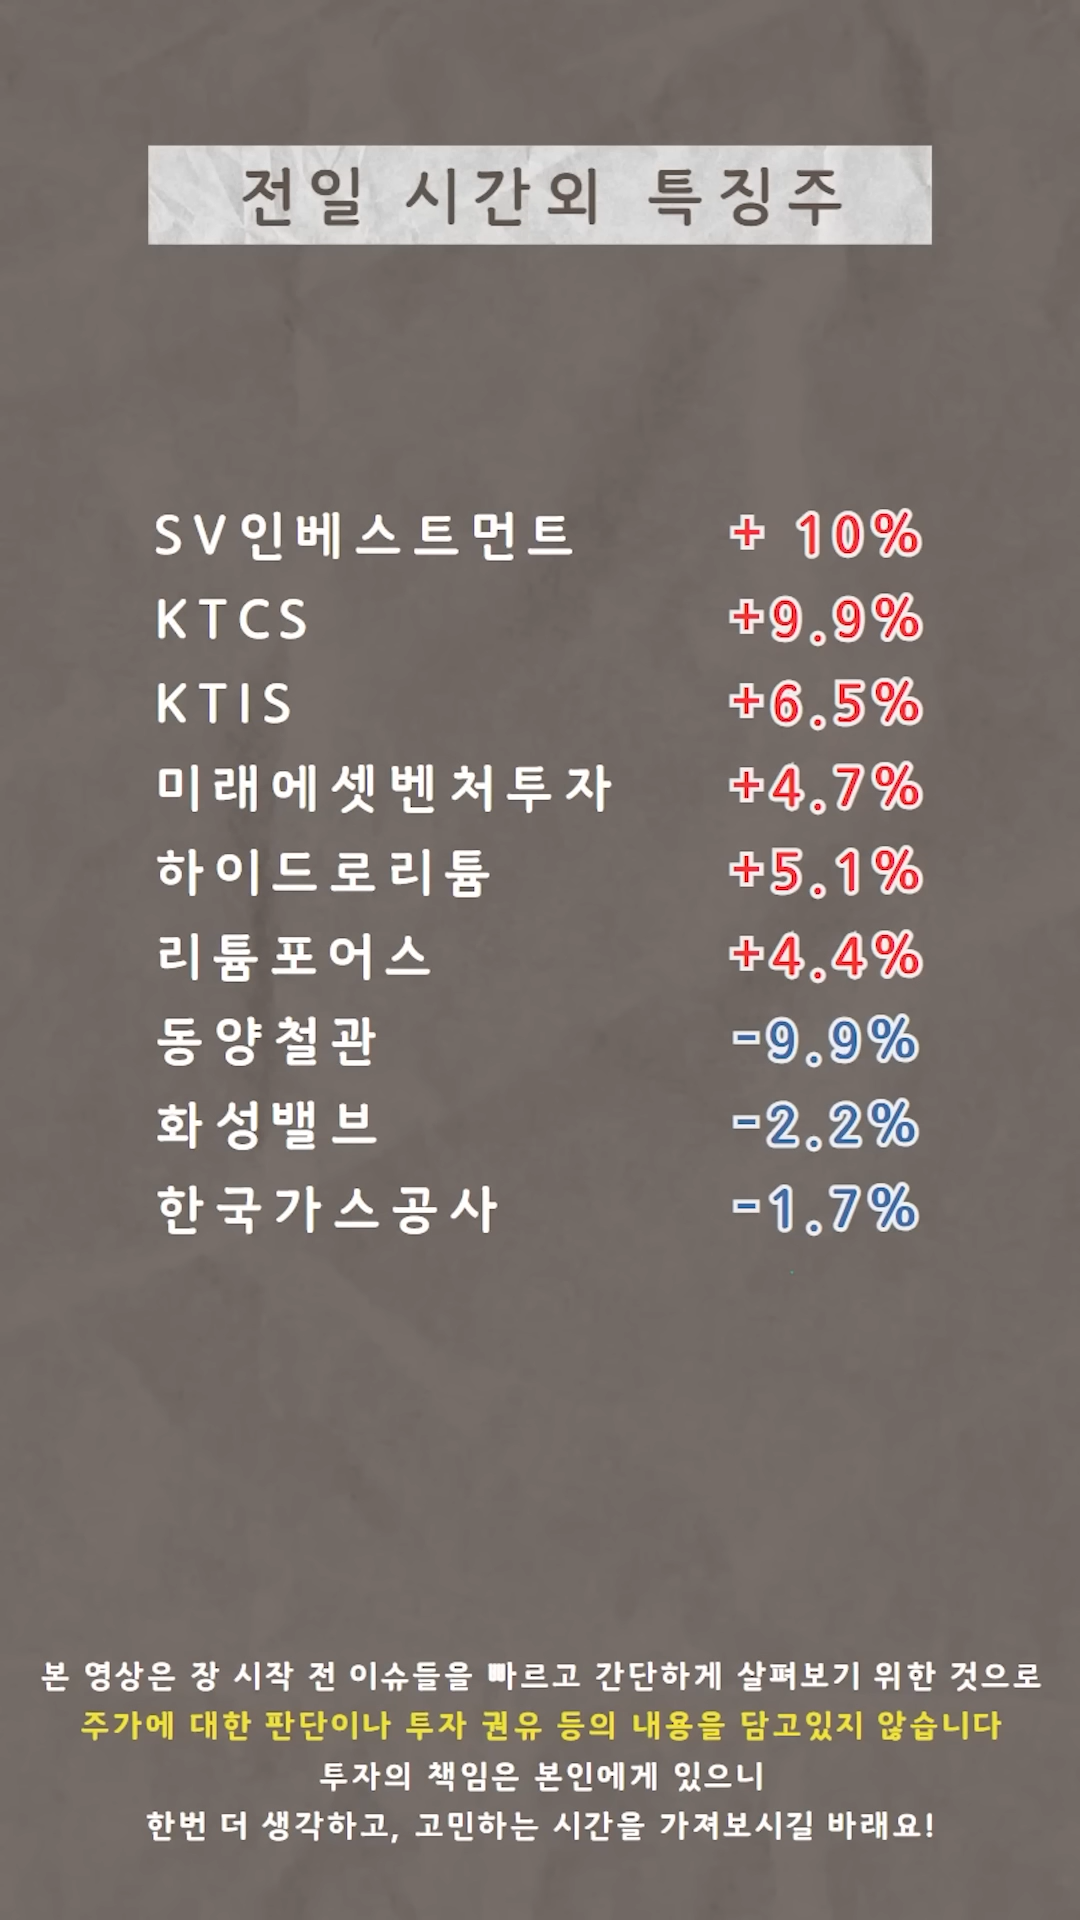 전일 시간외 특징주
SV인베스트먼트 + 10%
KTCS +9.9%
KTIS +6.5%
미래에셋벤처투자 +4.7%
하이드로리튬 +5.1%
리튬포어스 +4.4%
동양철관 -9.9%
화성밸브 -2.2%
한국가스공사 -1.7%
본 영상은 장 시작 전 이슈들을 빠르고 간단하게 살펴보기 위한 것으로
주가에 대한 판단이나 투자 권유 등의 내용을 담고있지 않습니다
투자의 책임은 본인에게 있으니
한번 더 생각하고, 고민하는 시간을 가져보시길 바래요!